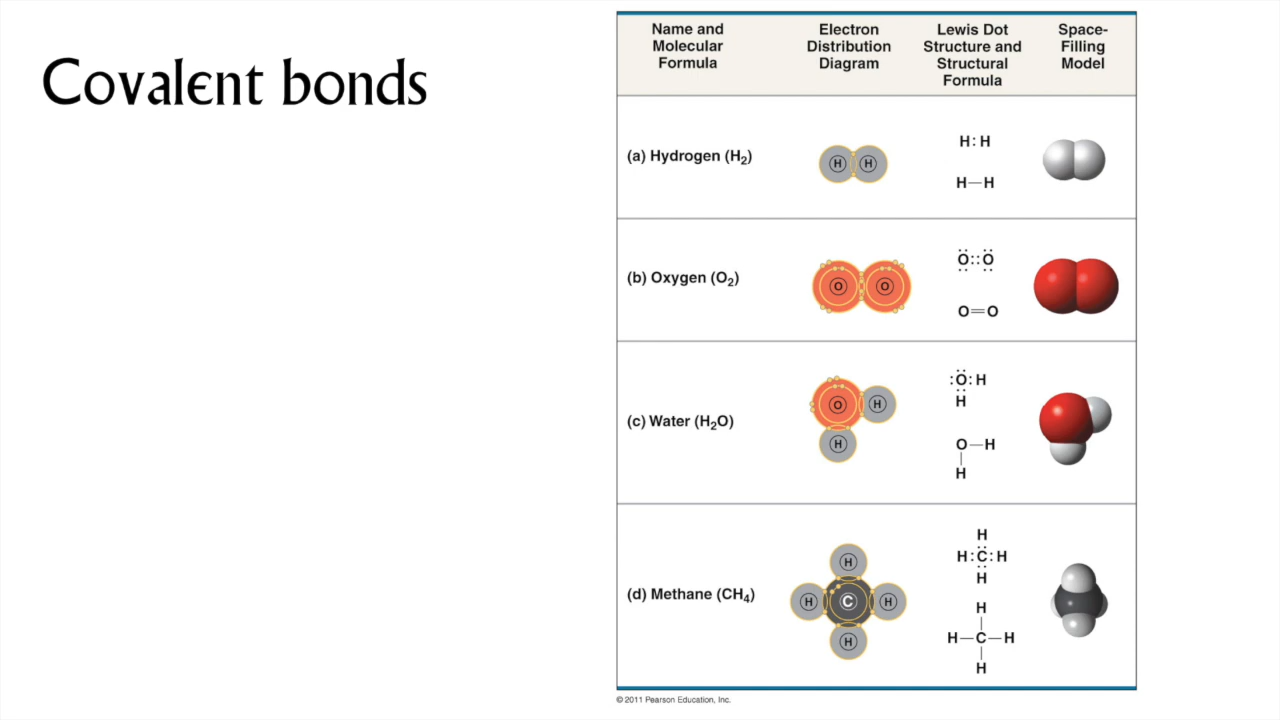 Covalent bonds
Name and
Molecular
Formula
Electron
Distribution
Diagram
Lewis Dot
Structure and
Structural
Formula
Space-
Filling
Model
(a) Hydrogen (H₂)
H H
H:H
H—H
(b) Oxygen (O₂)
O O
Ö::Ö
O=O
(c) Water (H₂O)
O H
H
:Ö:H
H
O—H
|
H
(d) Methane (CH₄)
H
H C H
H
H
H:C:H
H
H
|
H—C—H
|
H
© 2011 Pearson Education, Inc.